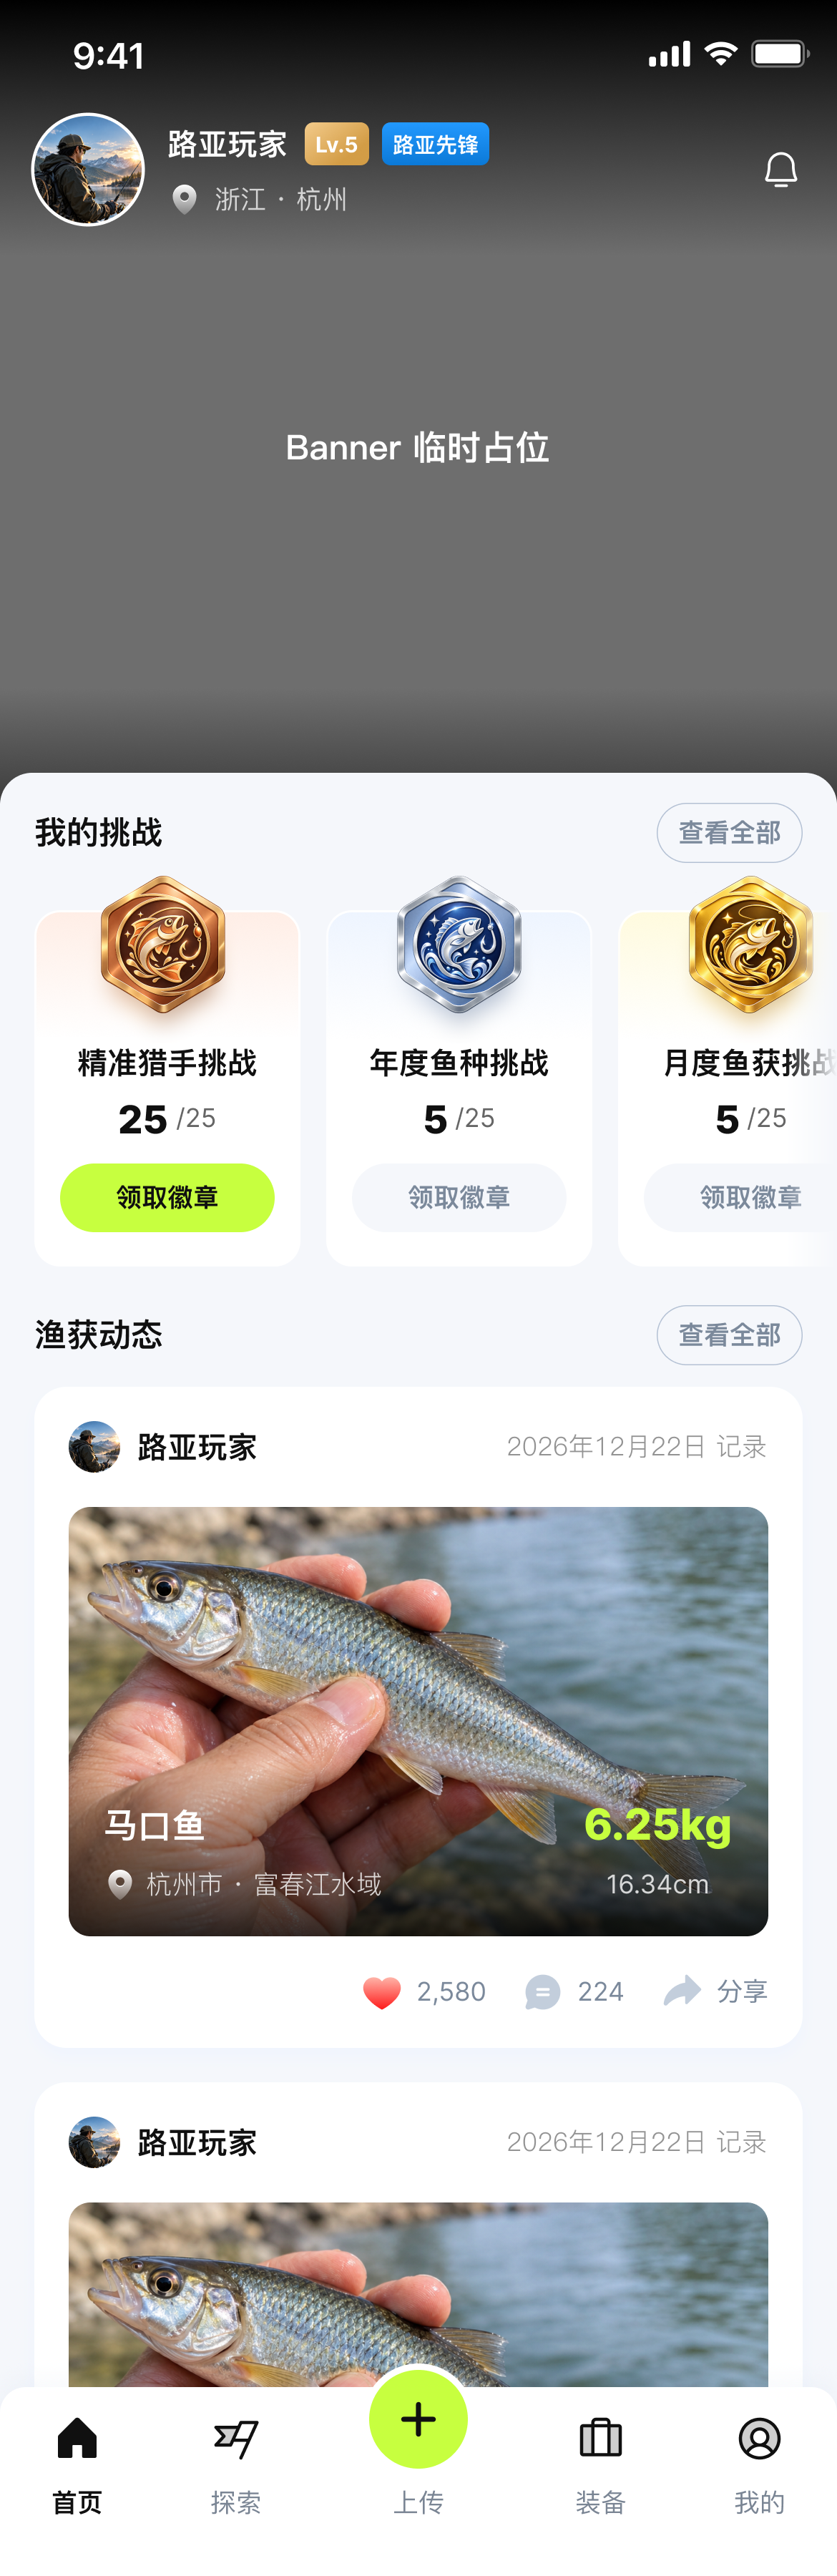 9:41
路亚玩家 Lv.5 路亚先锋
浙江 · 杭州
Banner 临时占位
我的挑战 查看全部
精准猎手挑战 年度鱼种挑战 月度鱼获挑战
25 /25 5 /25 5 /25
领取徽章 领取徽章 领取徽章
渔获动态 查看全部
路亚玩家 2026年12月22日 记录
马口鱼 6.25kg
杭州市 · 富春江水域 16.34cm
2,580 224 分享
路亚玩家 2026年12月22日 记录
首页 探索 上传 装备 我的